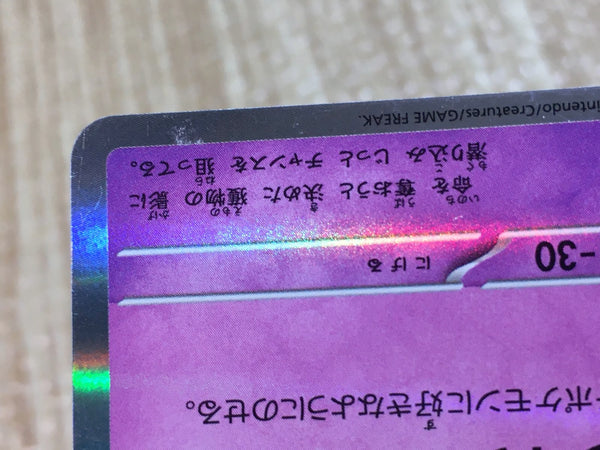 ポケモンに好きなようにのせる。
-30
にげる
命を奪おうと決めた獲物の影に
潜り込みじっとチャンスを狙ってる。
intendo/Creatures/GAME FREAK.